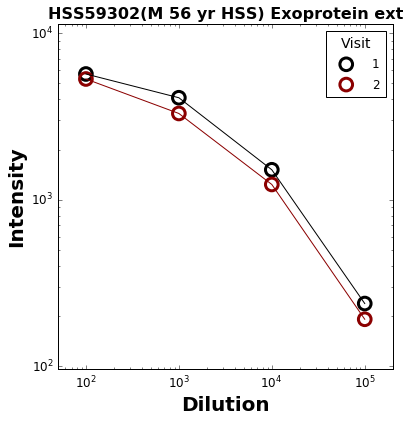 HSS59302(M 56 yr HSS) Exoprotein ext
Visit
1
2
Intensity
10⁴
10³
10²
10² 10³ 10⁴ 10⁵
Dilution